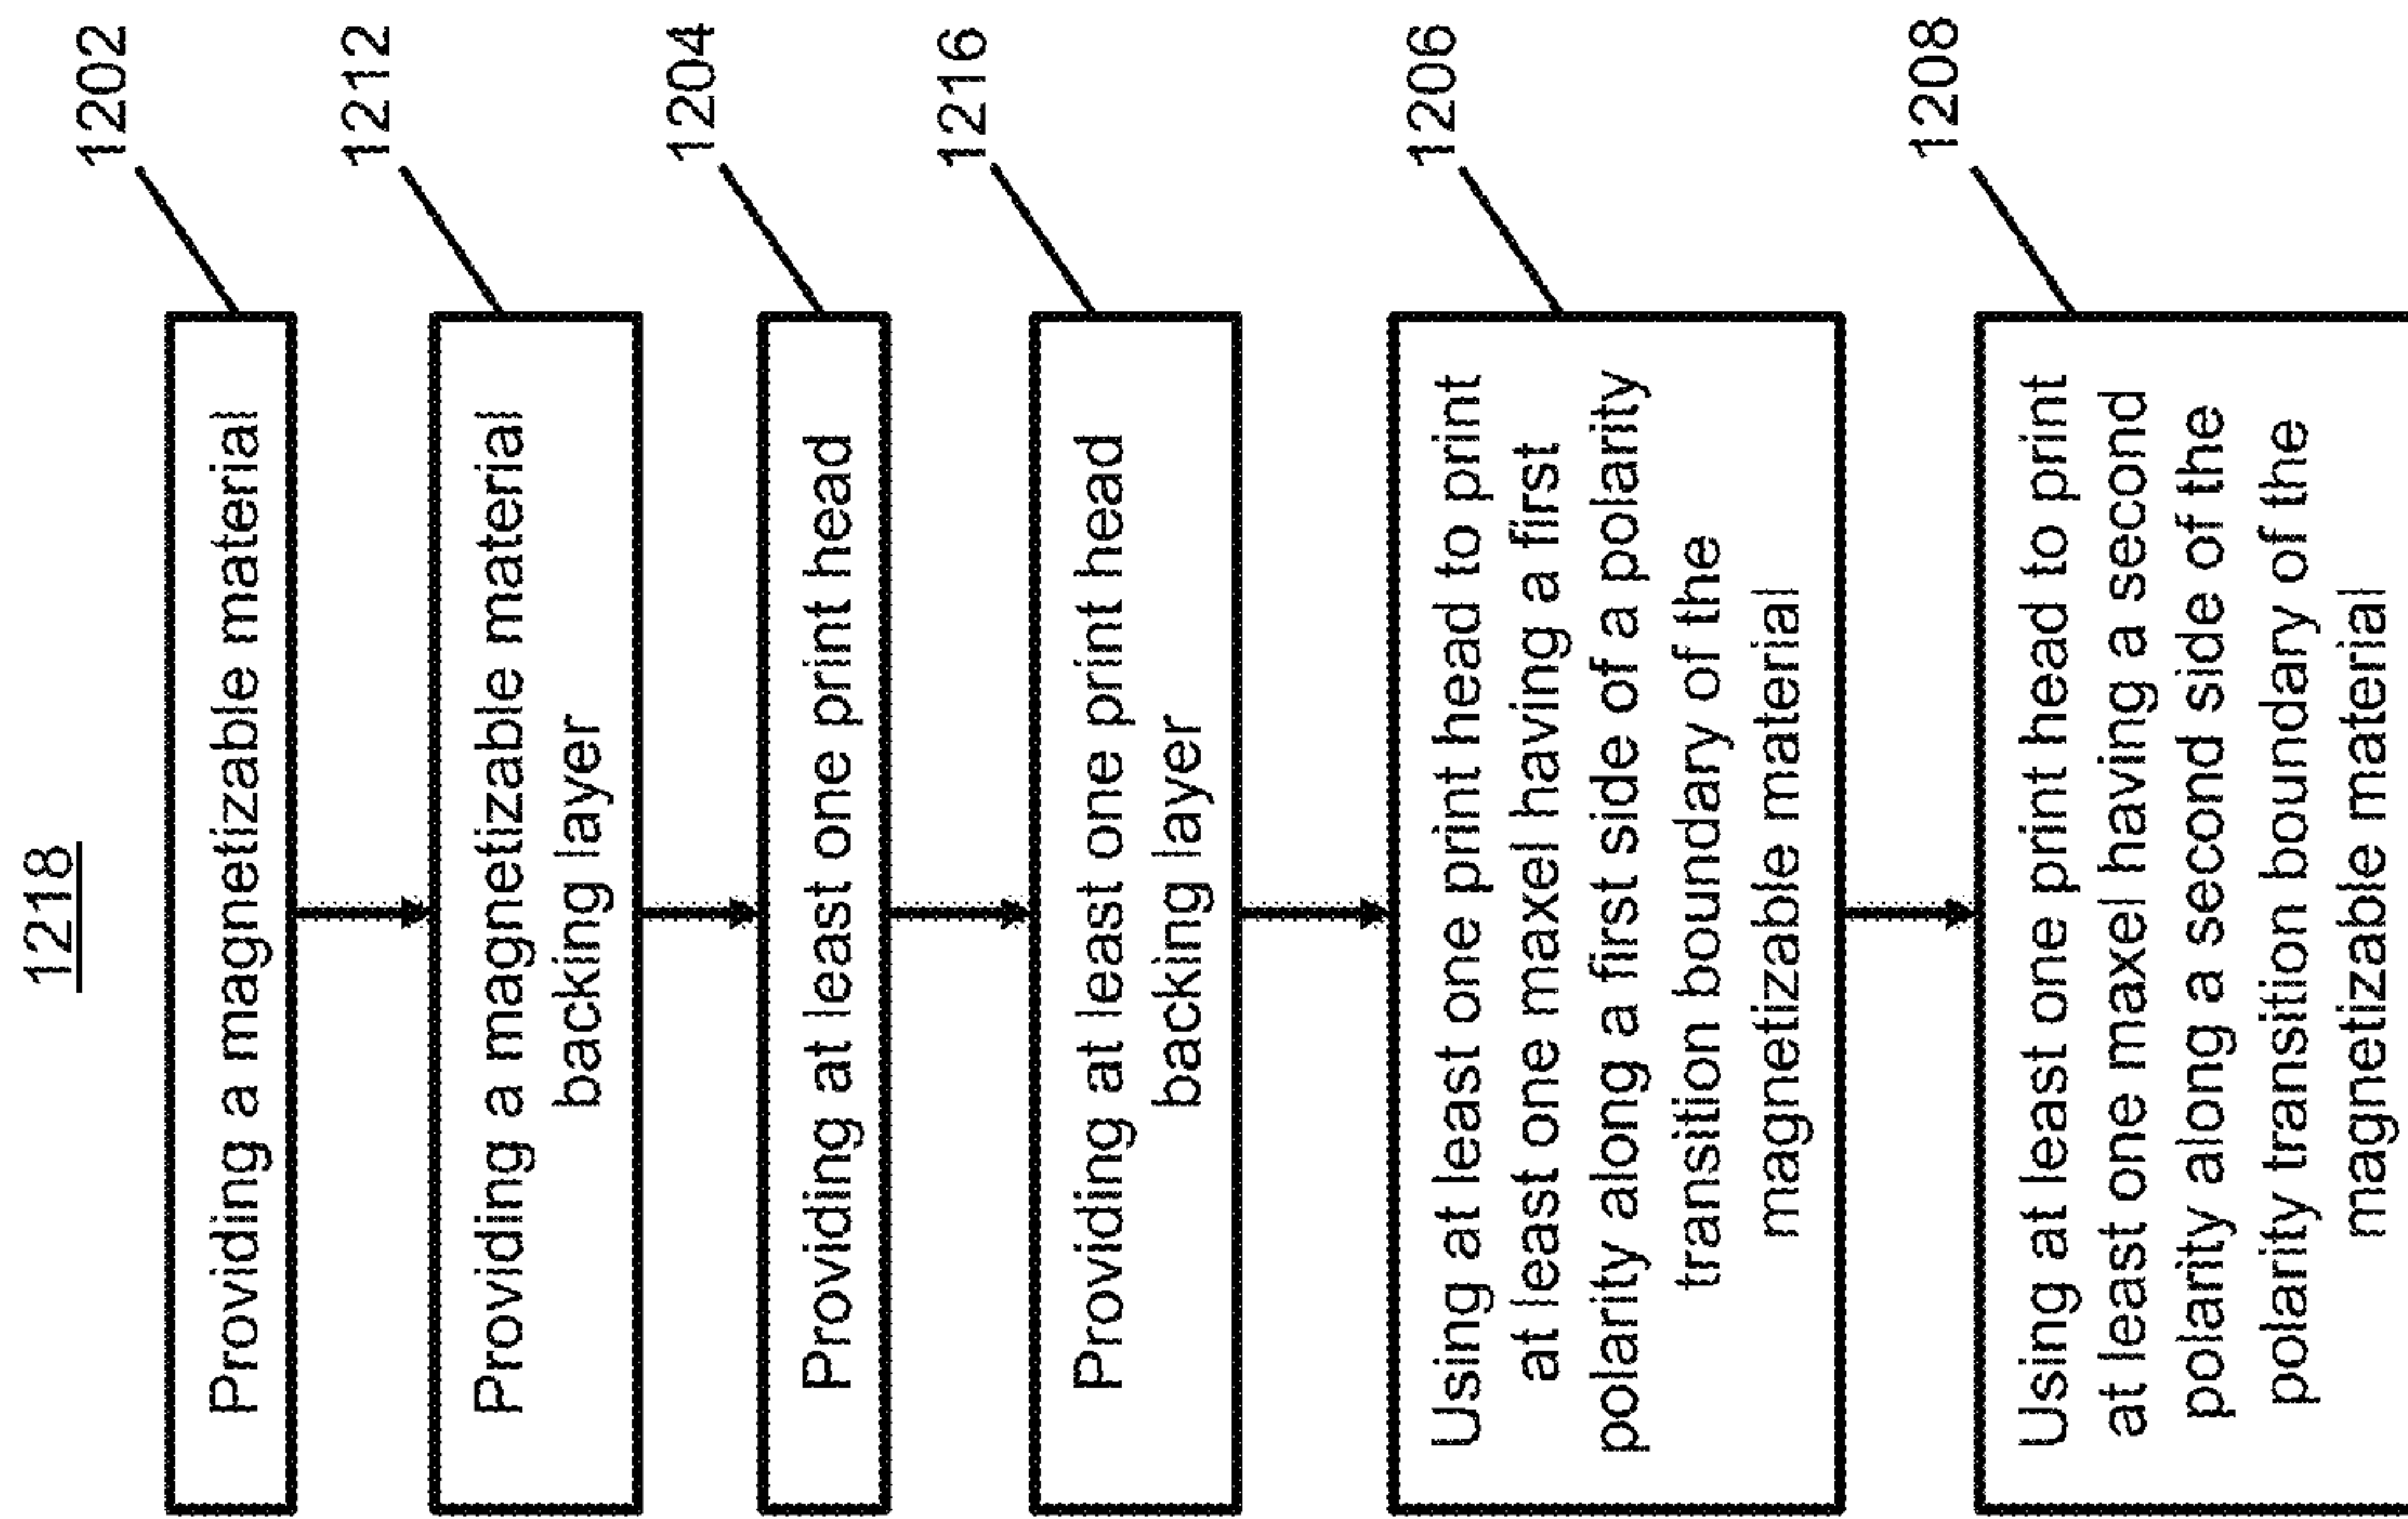 1218
Providing a magnetizable material
1202
Providing a magnetizable material
backing layer
1212
Providing at least one print head
1204
Providing at least one print head
backing layer
1216
Using at least one print head to print
at least one maxel having a first
polarity along a first side of a polarity
transition boundary of the
magnetizable material
1206
Using at least one print head to print
at least one maxel having a second
polarity along a second side of the
polarity transition boundary of the
magnetizable material
1208